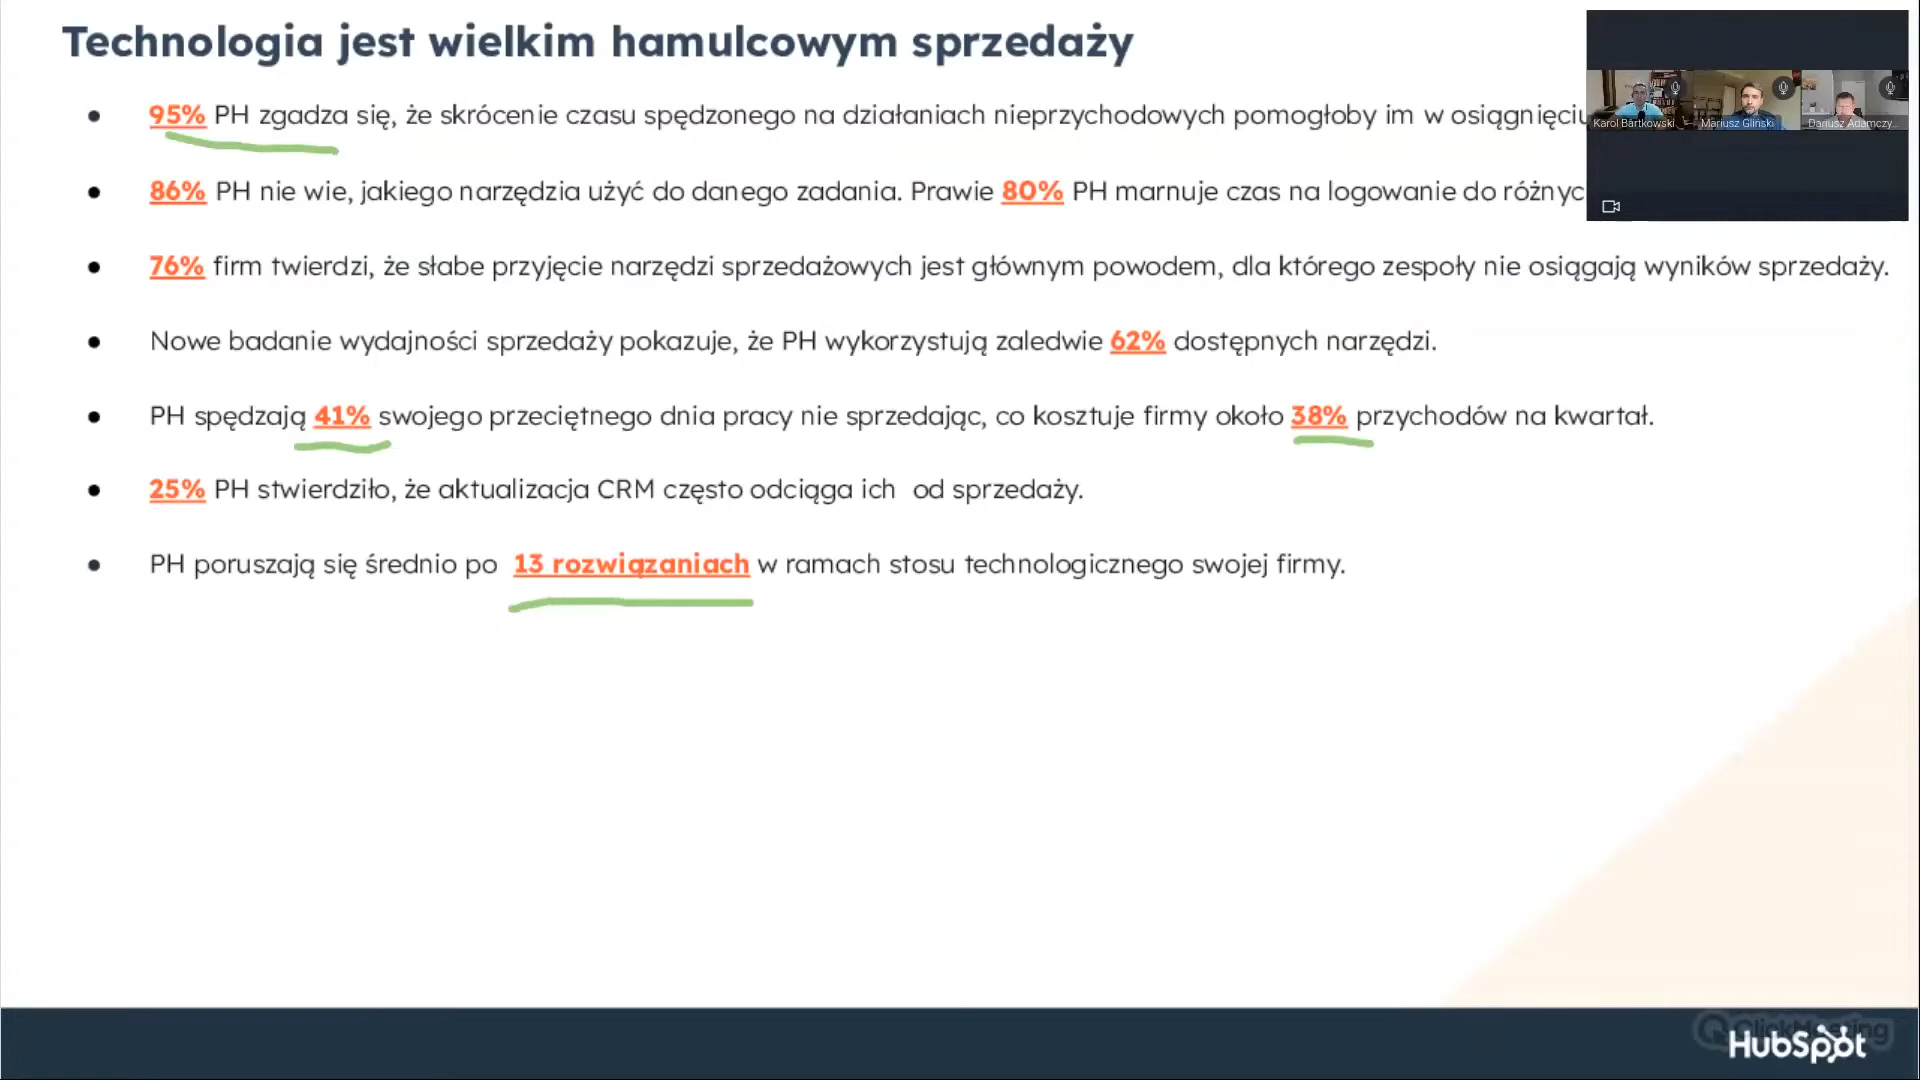 Technologia jest wielkim hamulcowym sprzedaży
95% PH zgadza się, że skrócenie czasu spędzonego na działaniach nieprzychodowych pomogłoby im w osiągnięciu
86% PH nie wie, jakiego narzędzia użyć do danego zadania. Prawie 80% PH marnuje czas na logowanie do
76% firm twierdzi, że słabe przyjęcie narzędzi sprzedażowych jest głównym powodem, dla którego zespoły nie osiągają wyników sprzedaży.
Nowe badanie wydajności sprzedaży pokazuje, że PH wykorzystują zaledwie 62% dostępnych narzędzi.
PH spędzają 41% swojego przeciętnego dnia pracy nie sprzedając, co kosztuje firmy około 38% przychodów na kwartał.
25% PH stwierdziło, że aktualizacja CRM często odciąga ich od sprzedaży.
PH poruszają się średnio po 13 rozwiązaniach w ramach stosu technologicznego swojej firmy.
Karol Bartkowski
Mariusz Gliński
Dariusz Adamczy...
ClickMeeting
HubSpot